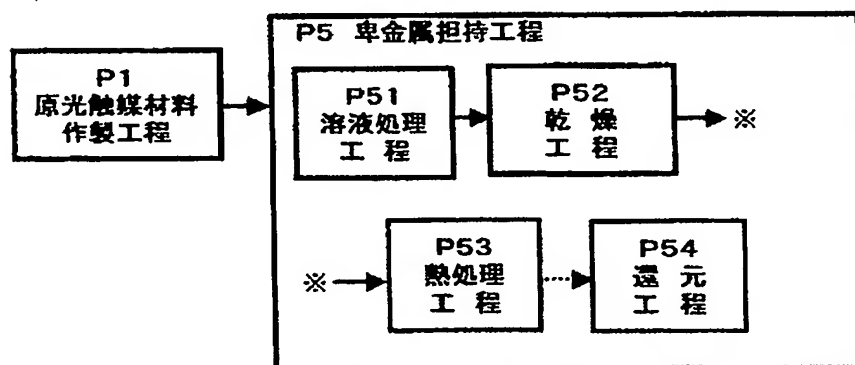 P5 卑金属担持工程
P1
原光触媒材料
作製工程
P51
溶液処理
工 程
P52
乾 燥
工 程
※
※
P53
熱処理
工 程
P54
還 元
工 程